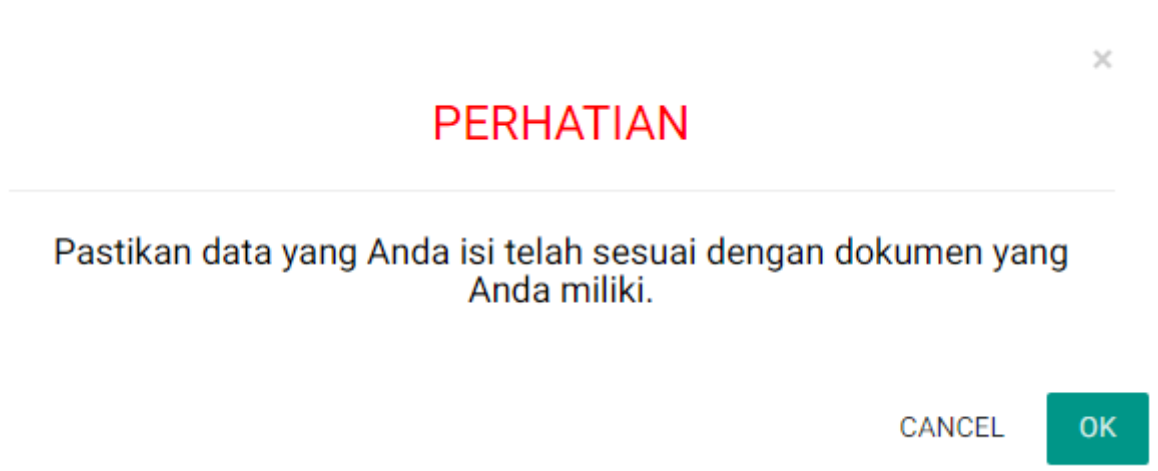 ×
PERHATIAN
Pastikan data yang Anda isi telah sesuai dengan dokumen yang
Anda miliki.
CANCEL OK